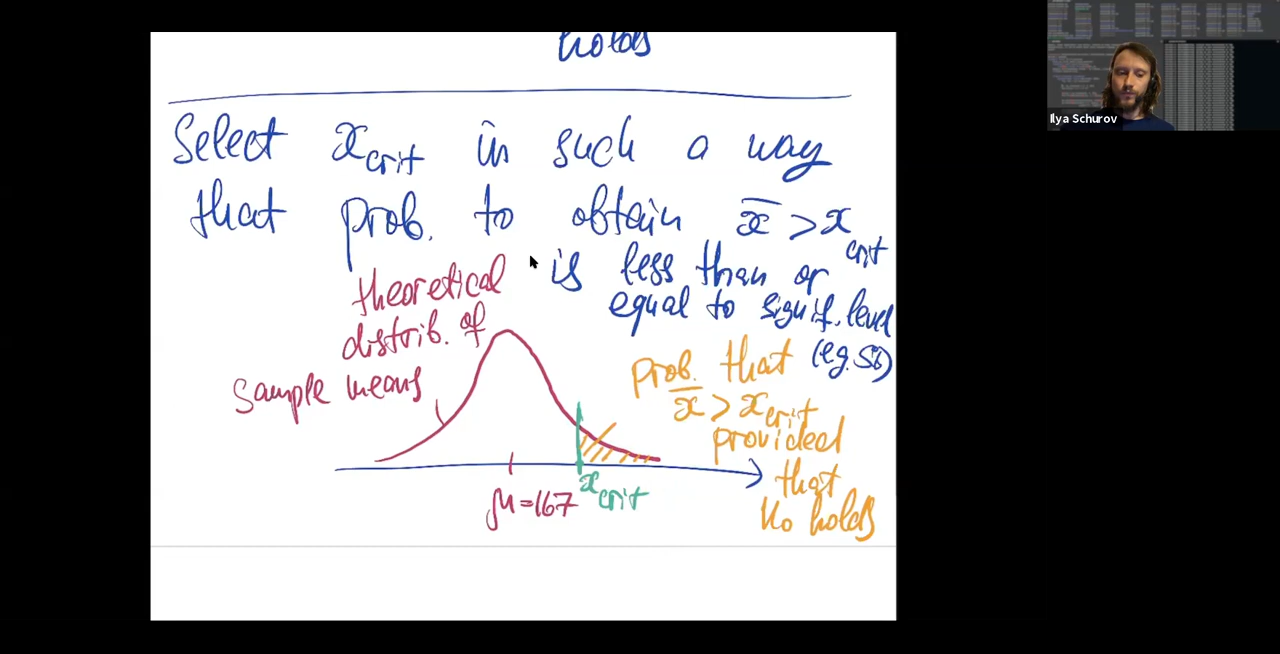 holds
Select x_crit in such a way
that prob. to obtain x̅ > x_crit
is less than or
equal to signif. level
(e.g. 5%)
theoretical
distrib. of
sample means
prob. that
x̅ > x_crit
provided
that
H₀ holds
μ=167
x_crit
Ilya Schurov